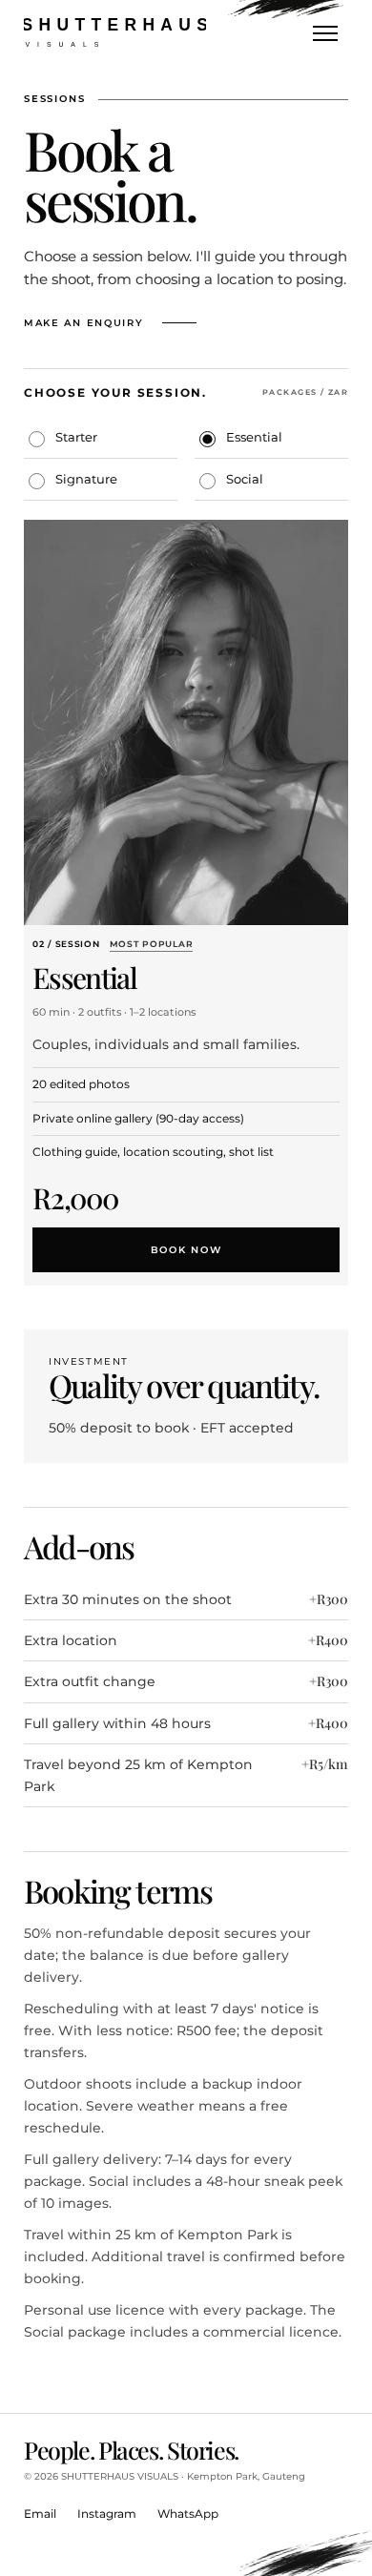 SHUTTERHAUS
VISUALS
SESSIONS
Book a
session.
Choose a session below. I'll guide you through
the shoot, from choosing a location to posing.
MAKE AN ENQUIRY
CHOOSE YOUR SESSION. PACKAGES / ZAR
Starter Essential
Signature Social
02 / SESSION MOST POPULAR
Essential
60 min · 2 outfits · 1–2 locations
Couples, individuals and small families.
20 edited photos
Private online gallery (90-day access)
Clothing guide, location scouting, shot list
R2,000
BOOK NOW
INVESTMENT
Quality over quantity.
50% deposit to book · EFT accepted
Add-ons
Extra 30 minutes on the shoot +R300
Extra location +R400
Extra outfit change +R300
Full gallery within 48 hours +R400
Travel beyond 25 km of Kempton +R5/km
Park
Booking terms
50% non-refundable deposit secures your
date; the balance is due before gallery
delivery.
Rescheduling with at least 7 days' notice is
free. With less notice: R500 fee; the deposit
transfers.
Outdoor shoots include a backup indoor
location. Severe weather means a free
reschedule.
Full gallery delivery: 7–14 days for every
package. Social includes a 48-hour sneak peek
of 10 images.
Travel within 25 km of Kempton Park is
included. Additional travel is confirmed before
booking.
Personal use licence with every package. The
Social package includes a commercial licence.
People. Places. Stories.
© 2026 SHUTTERHAUS VISUALS · Kempton Park, Gauteng
Email Instagram WhatsApp